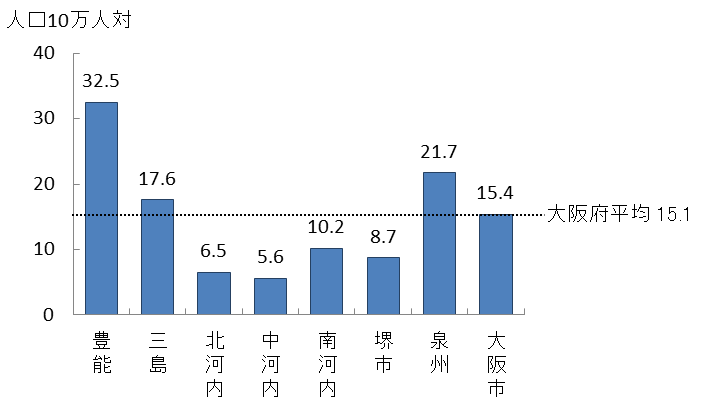 人口10万人対
40
30
20
10
0
32.5
17.6
6.5
5.6
10.2
8.7
21.7
15.4
大阪府平均 15.1
豊能
三島
北河内
中河内
南河内
堺市
泉州
大阪市